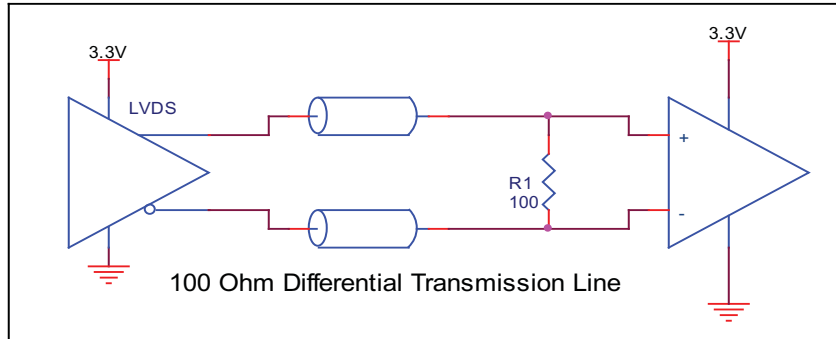 3.3V
3.3V
LVDS
+
R1
100
-
100 Ohm Differential Transmission Line